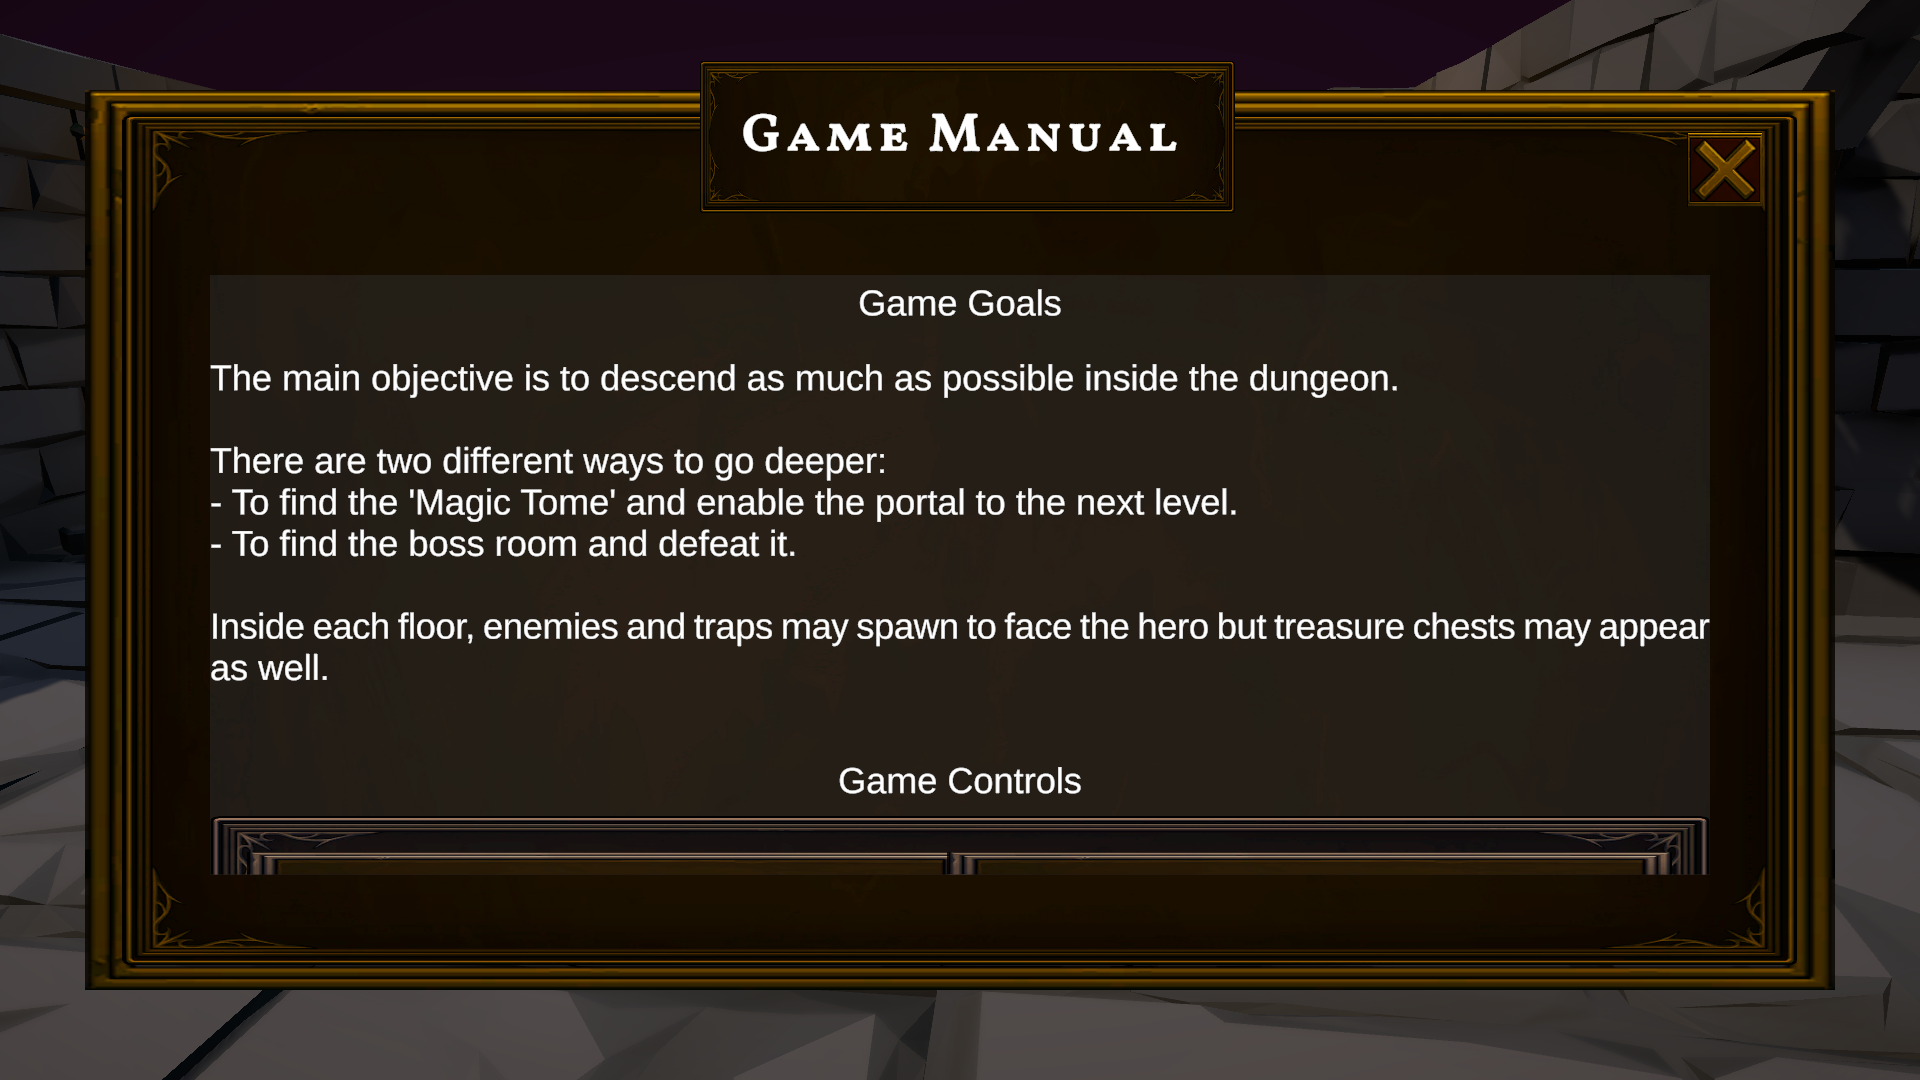 Game Manual
Game Goals
The main objective is to descend as much as possible inside the dungeon.
There are two different ways to go deeper:
- To find the 'Magic Tome' and enable the portal to the next level.
- To find the boss room and defeat it.
Inside each floor, enemies and traps may spawn to face the hero but treasure chests may appear
as well.
Game Controls